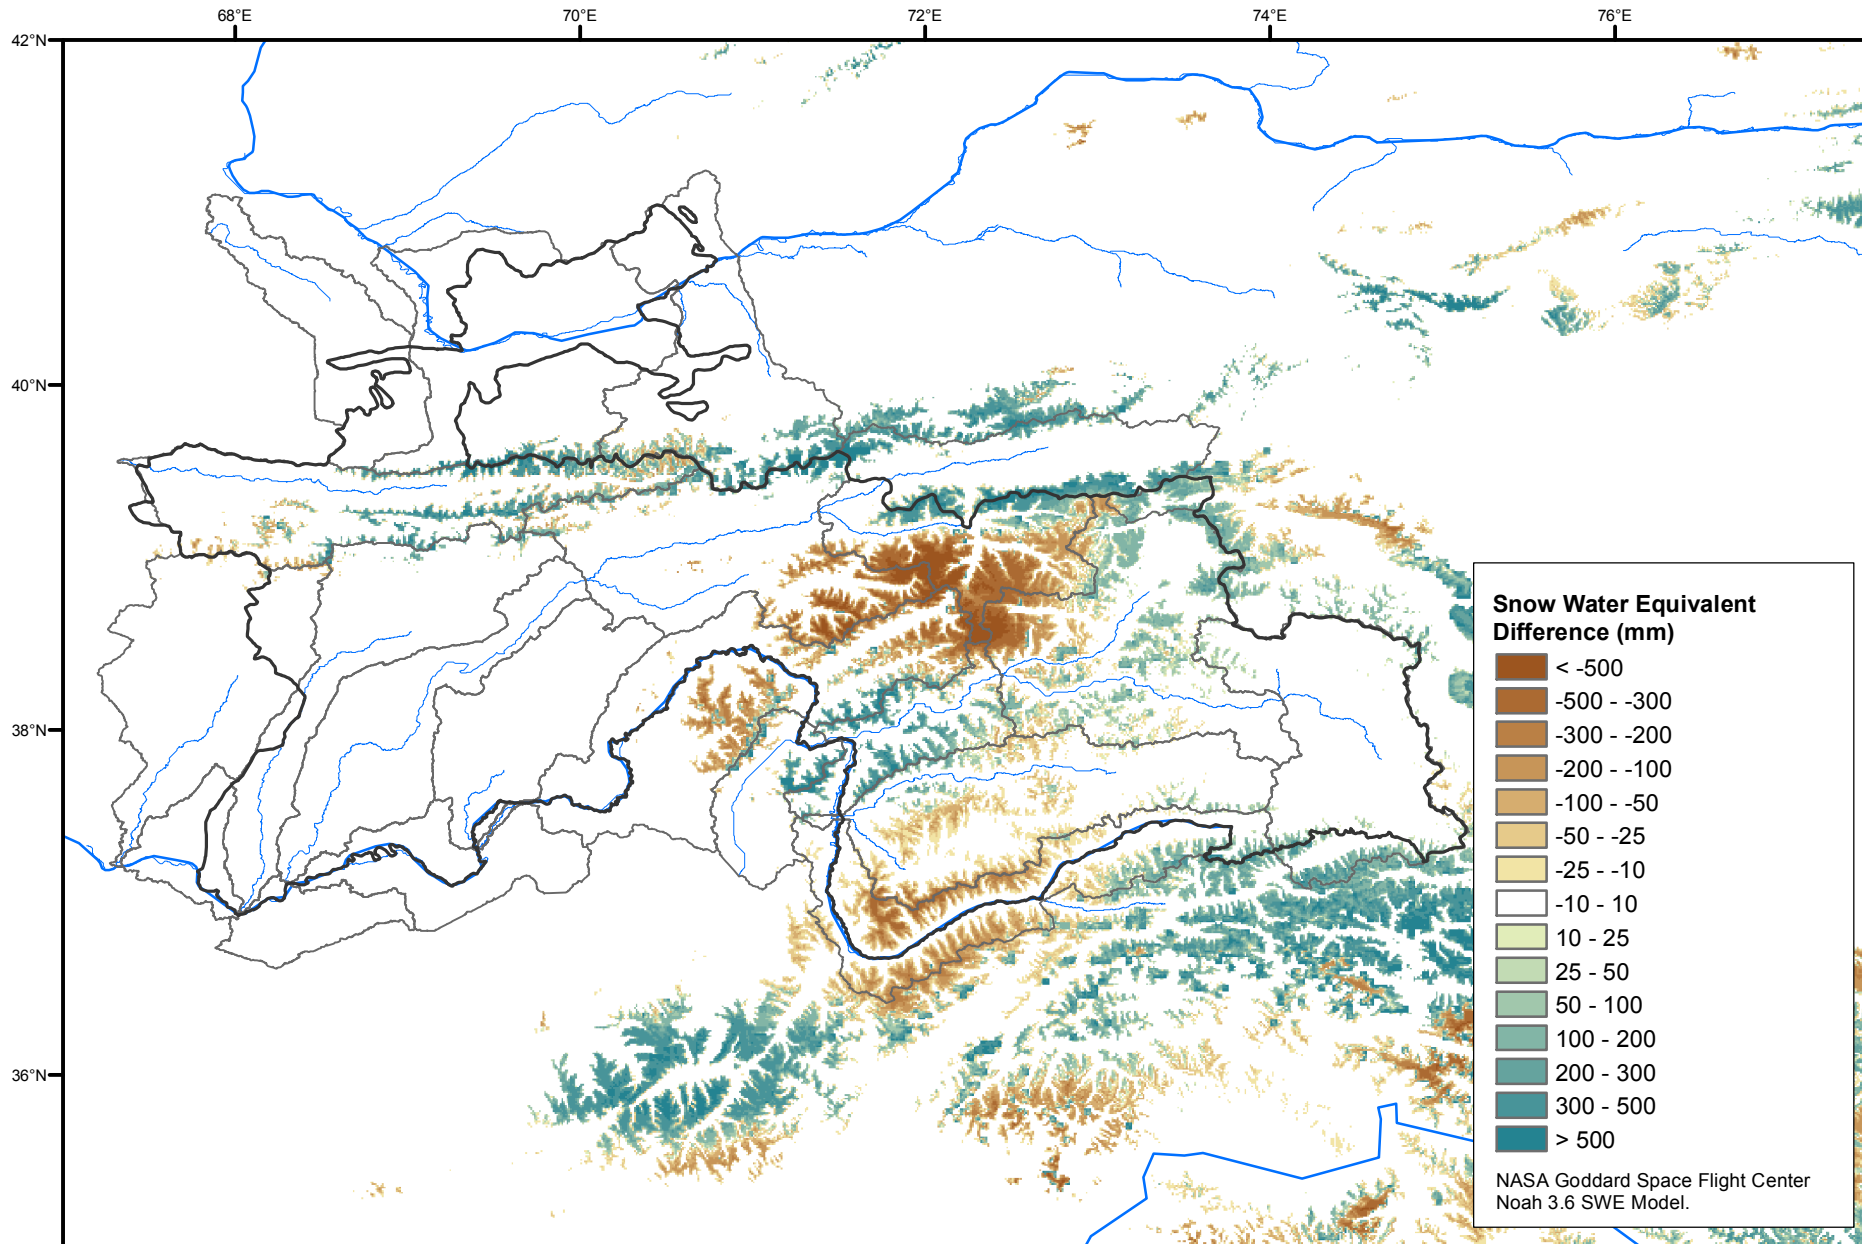 68°E
70°E
72°E
74°E
76°E
42°N
40°N
38°N
36°N
Snow Water Equivalent
Difference (mm)
< -500
-500 - -300
-300 - -200
-200 - -100
-100 - -50
-50 - -25
-25 - -10
-10 - 10
10 - 25
25 - 50
50 - 100
100 - 200
200 - 300
300 - 500
> 500
NASA Goddard Space Flight Center
Noah 3.6 SWE Model.